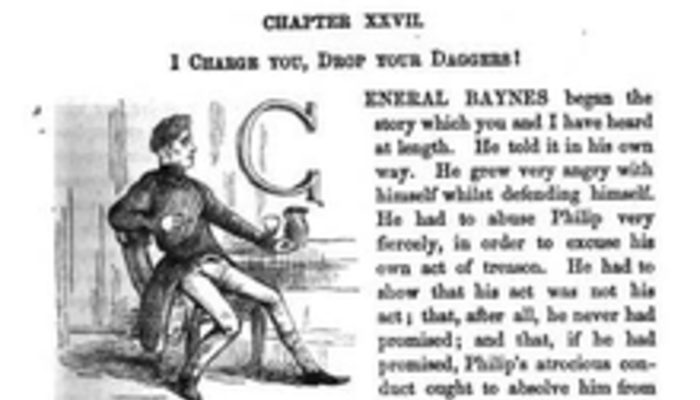 CHAPTER XXVII.
I CHARGE YOU, DROP YOUR DAGGERS!
GENERAL BAYNES began the
story which you and I have heard
at length. He told it in his own
way. He grew very angry with
himself whilst defending himself.
He had to abuse Philip very
fiercely, in order to excuse his
own act of treason. He had to
show that his act was not his
act; that, after all, he never had
promised; and that, if he had
promised, Philip's atrocious con-
duct ought to absolve him from